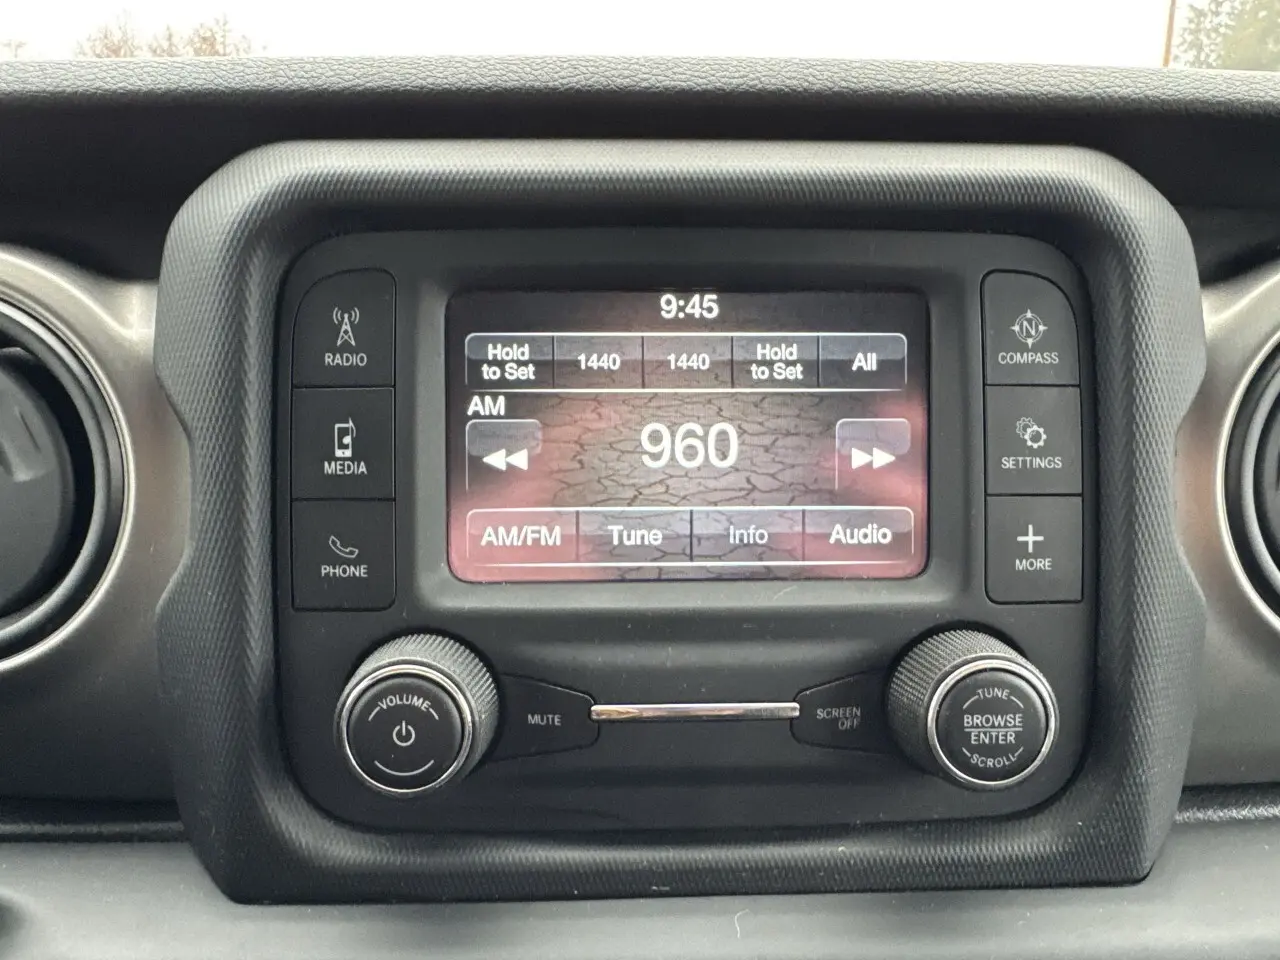 9:45
Hold
to Set
1440
1440
Hold
to Set
All
AM
960
AM/FM
Tune
Info
Audio
RADIO
MEDIA
PHONE
N
COMPASS
SETTINGS
MORE
VOLUME
MUTE
SCREEN
OFF
TUNE
BROWSE
ENTER
SCROLL